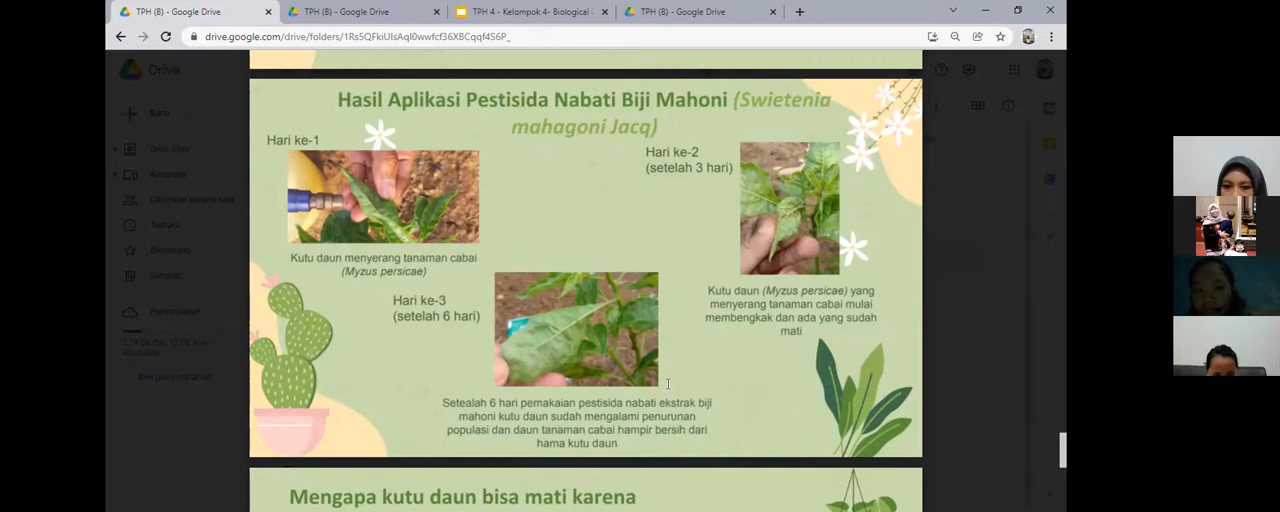 TPH (B) - Google Drive
TPH (B) - Google Drive
TPH 4 - Kelompok 4- Biological C
TPH (B) - Google Drive
drive.google.com/drive/folders/1Rs5QFkiUIsAqI0wwfcf36XBCqqf4S6P_
Drive
Baru
Drive Saya
Komputer
Dibagikan kepada saya
Terkini
Berbintang
Sampah
Penyimpanan
Beli penyimpanan
Hasil Aplikasi Pestisida Nabati Biji Mahoni (Swietenia
mahagoni Jacq)
Hari ke-1
Kutu daun menyerang tanaman cabai
(Myzus persicae)
Hari ke-2
(setelah 3 hari)
Kutu daun (Myzus persicae) yang
menyerang tanaman cabai mulai
membengkak dan ada yang sudah
mati
Hari ke-3
(setelah 6 hari)
Setealah 6 hari pemakaian pestisida nabati ekstrak biji
mahoni kutu daun sudah mengalami penurunan
populasi dan daun tanaman cabai hampir bersih dari
hama kutu daun
Mengapa kutu daun bisa mati karena